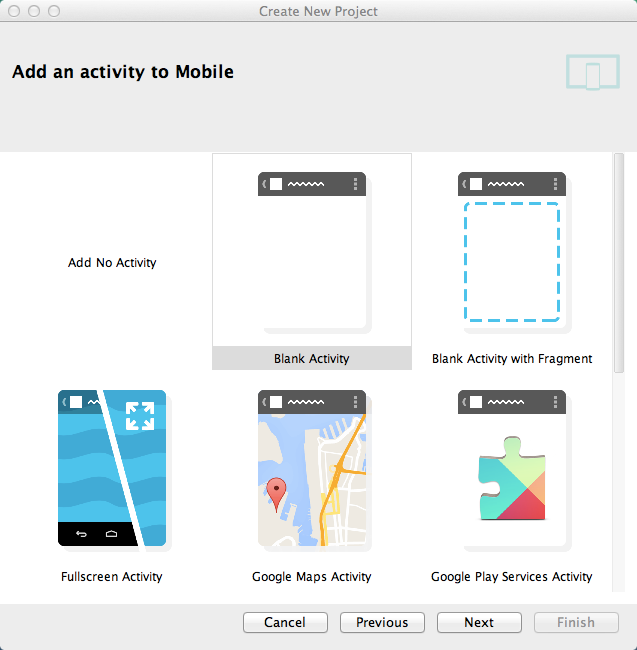 Create New Project
Add an activity to Mobile
Add No Activity
Blank Activity
Blank Activity with Fragment
Fullscreen Activity
Google Maps Activity
Google Play Services Activity
Cancel
Previous
Next
Finish